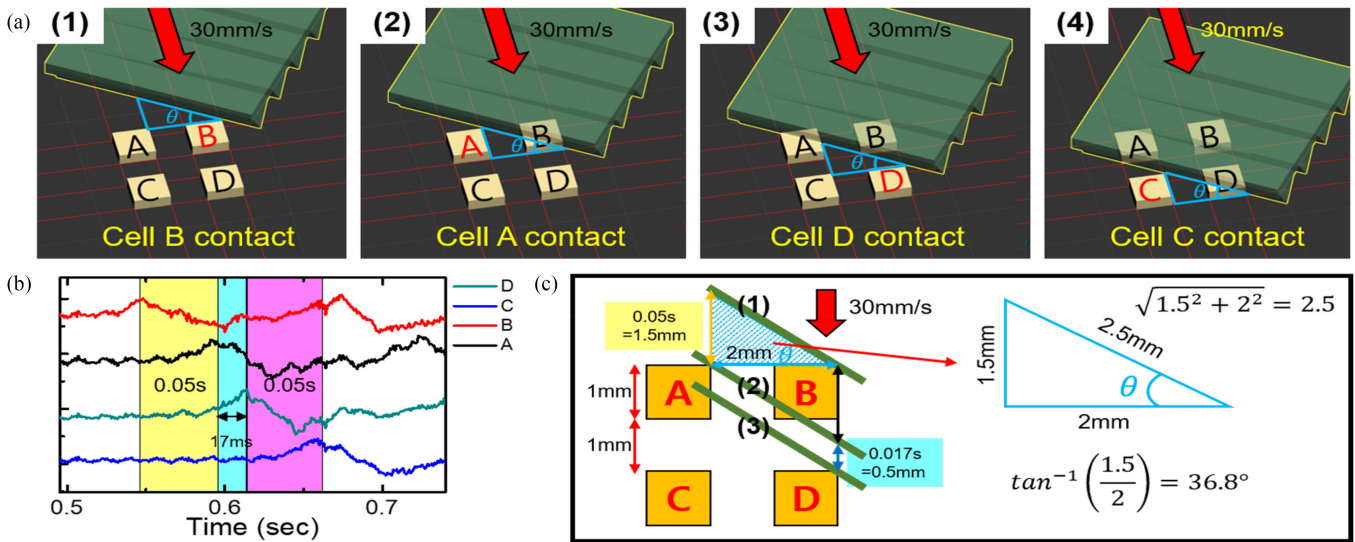 (a)
(1)
30mm/s
θ
A
B
C
D
Cell B contact
(2)
30mm/s
θ
A
B
C
D
Cell A contact
(3)
30mm/s
θ
A
B
C
D
Cell D contact
(4)
30mm/s
θ
A
B
C
D
Cell C contact
(b)
0.05s
0.05s
17ms
D
C
B
A
0.5
0.6
0.7
Time (sec)
(c)
0.05s
=1.5mm
(1)
30mm/s
2mm
θ
1mm
A
(2)
B
1mm
(3)
0.017s
=0.5mm
C
D
√1.5² + 2² = 2.5
1.5mm
2.5mm
θ
2mm
tan⁻¹(1.5/2) = 36.8°